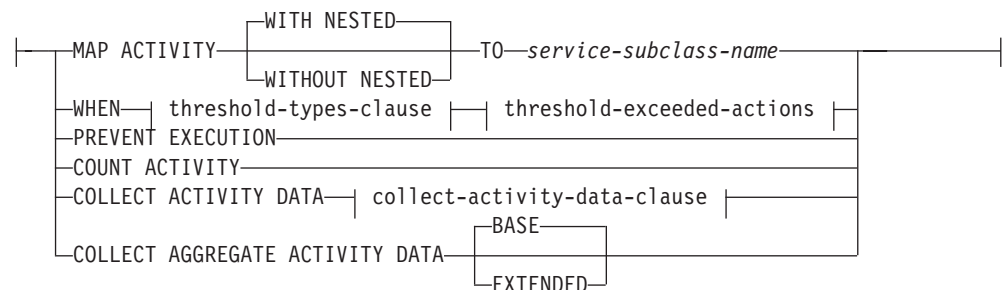 WITH NESTED
MAP ACTIVITY TO service-subclass-name
WITHOUT NESTED
WHEN threshold-types-clause threshold-exceeded-actions
PREVENT EXECUTION
COUNT ACTIVITY
COLLECT ACTIVITY DATA collect-activity-data-clause
BASE
COLLECT AGGREGATE ACTIVITY DATA
EXTENDED